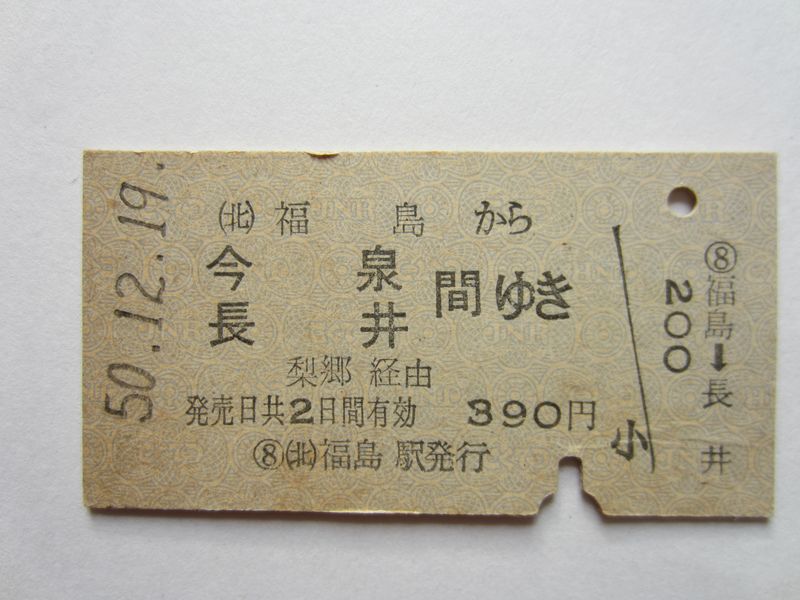 50.12.19.
㈰福島から
今泉
長井
間ゆき
梨郷 経由
発売日共2日間有効 390円
⑧㈰福島駅発行
小
⑧福島➡長井
200